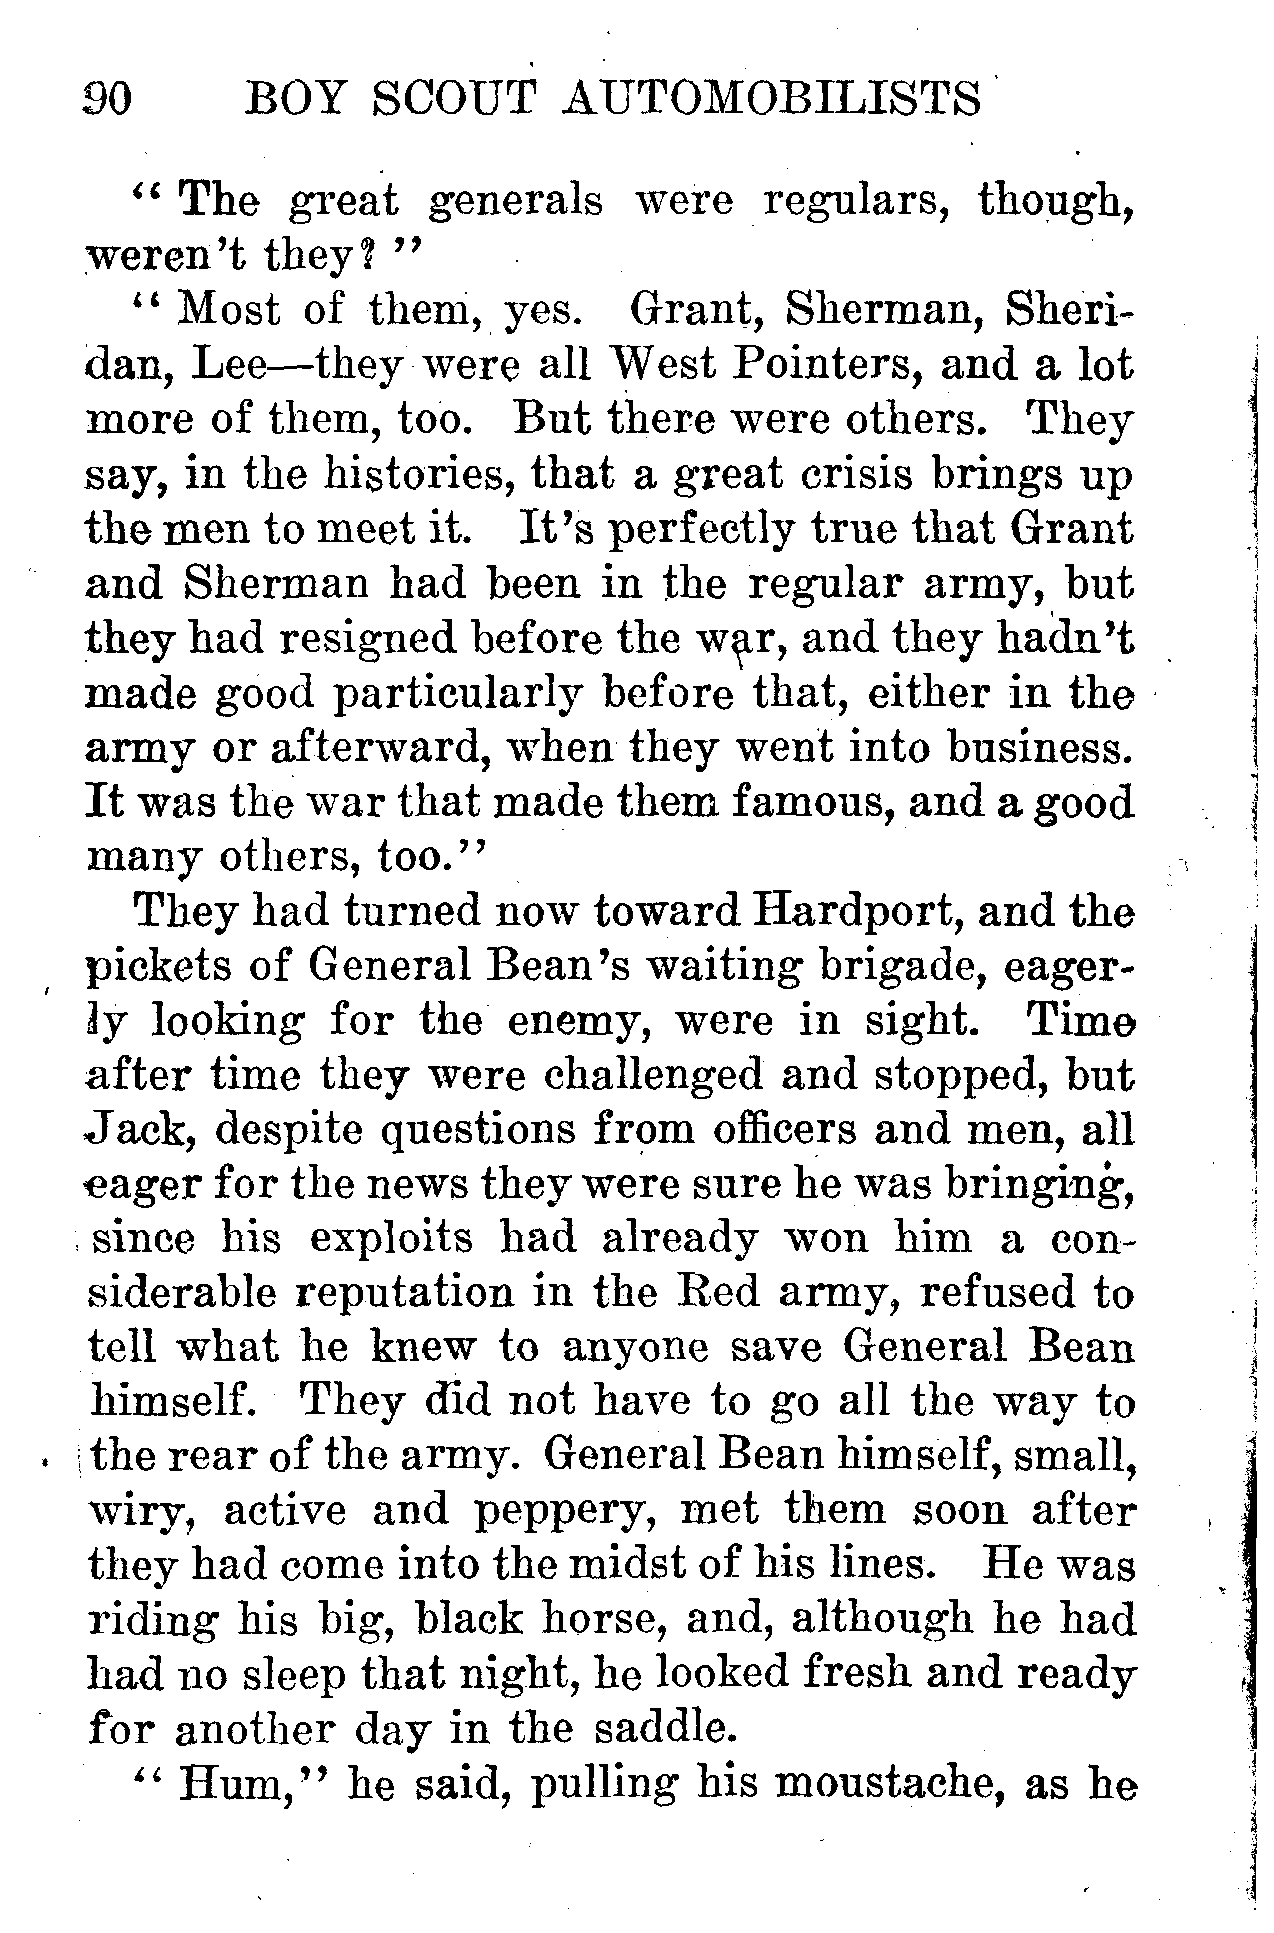 90 BOY SCOUT AUTOMOBILISTS
“ The great generals were regulars, though,
weren't they? ”
“ Most of them, yes. Grant, Sherman, Sheri-
dan, Lee—they were all West Pointers, and a lot
more of them, too. But there were others. They
say, in the histories, that a great crisis brings up
the men to meet it. It's perfectly true that Grant
and Sherman had been in the regular army, but
they had resigned before the war, and they hadn't
made good particularly before that, either in the
army or afterward, when they went into business.
It was the war that made them famous, and a good
many others, too.”
They had turned now toward Hardport, and the
pickets of General Bean's waiting brigade, eager-
ly looking for the enemy, were in sight. Time
after time they were challenged and stopped, but
Jack, despite questions from officers and men, all
eager for the news they were sure he was bringing,
since his exploits had already won him a con-
siderable reputation in the Red army, refused to
tell what he knew to anyone save General Bean
himself. They did not have to go all the way to
the rear of the army. General Bean himself, small,
wiry, active and peppery, met them soon after
they had come into the midst of his lines. He was
riding his big, black horse, and, although he had
had no sleep that night, he looked fresh and ready
for another day in the saddle.
“ Hum,” he said, pulling his moustache, as he